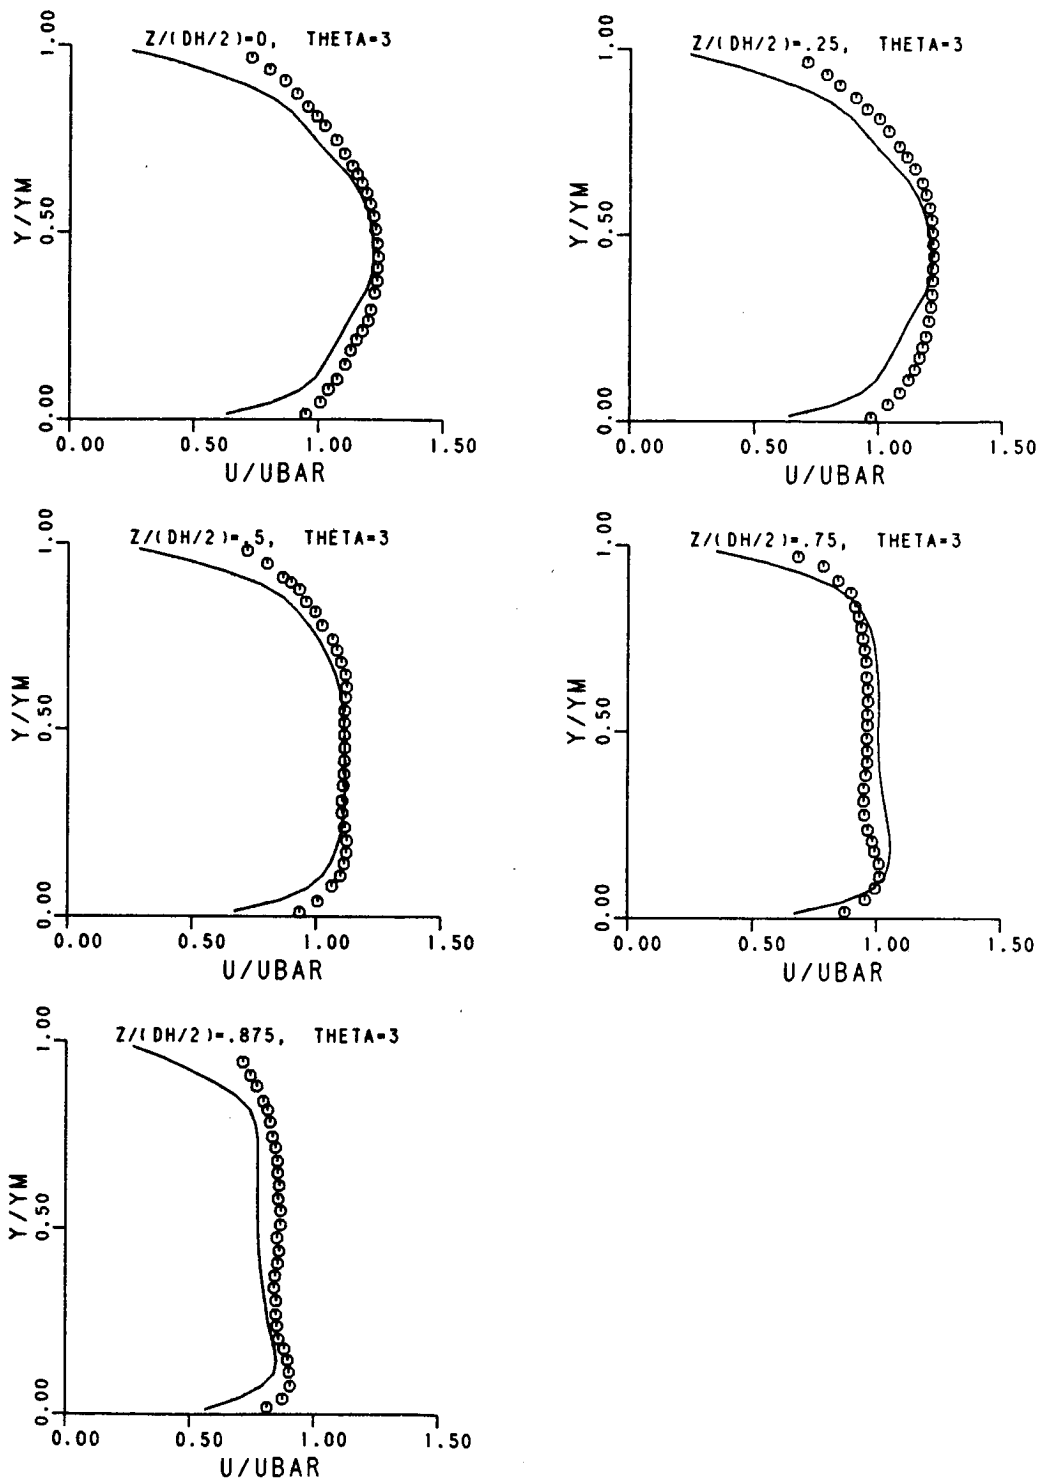 Z/(DH/2)=0, THETA=3
1.00
Y/YM
0.50
0.00
0.00 0.50 1.00 1.50
U/UBAR
Z/(DH/2)=.25, THETA=3
1.00
Y/YM
0.50
0.00
0.00 0.50 1.00 1.50
U/UBAR
Z/(DH/2)=.5, THETA=3
1.00
Y/YM
0.50
0.00
0.00 0.50 1.00 1.50
U/UBAR
Z/(DH/2)=.75, THETA=3
1.00
Y/YM
0.50
0.00
0.00 0.50 1.00 1.50
U/UBAR
Z/(DH/2)=.875, THETA=3
1.00
Y/YM
0.50
0.00
0.00 0.50 1.00 1.50
U/UBAR